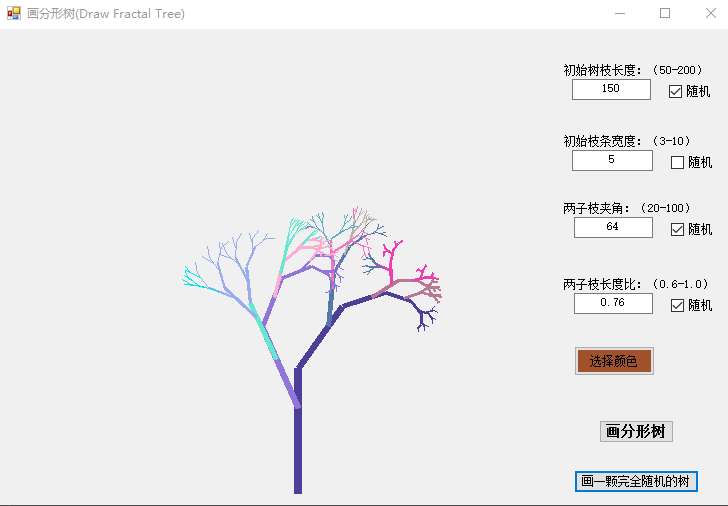 画分形树(Draw Fractal Tree)
初始树枝长度：（50-200）
150
随机
初始枝条宽度：（3-10）
5
随机
两子枝夹角：（20-100）
64
随机
两子枝长度比：（0.6-1.0）
0.76
随机
选择颜色
画分形树
画一颗完全随机的树